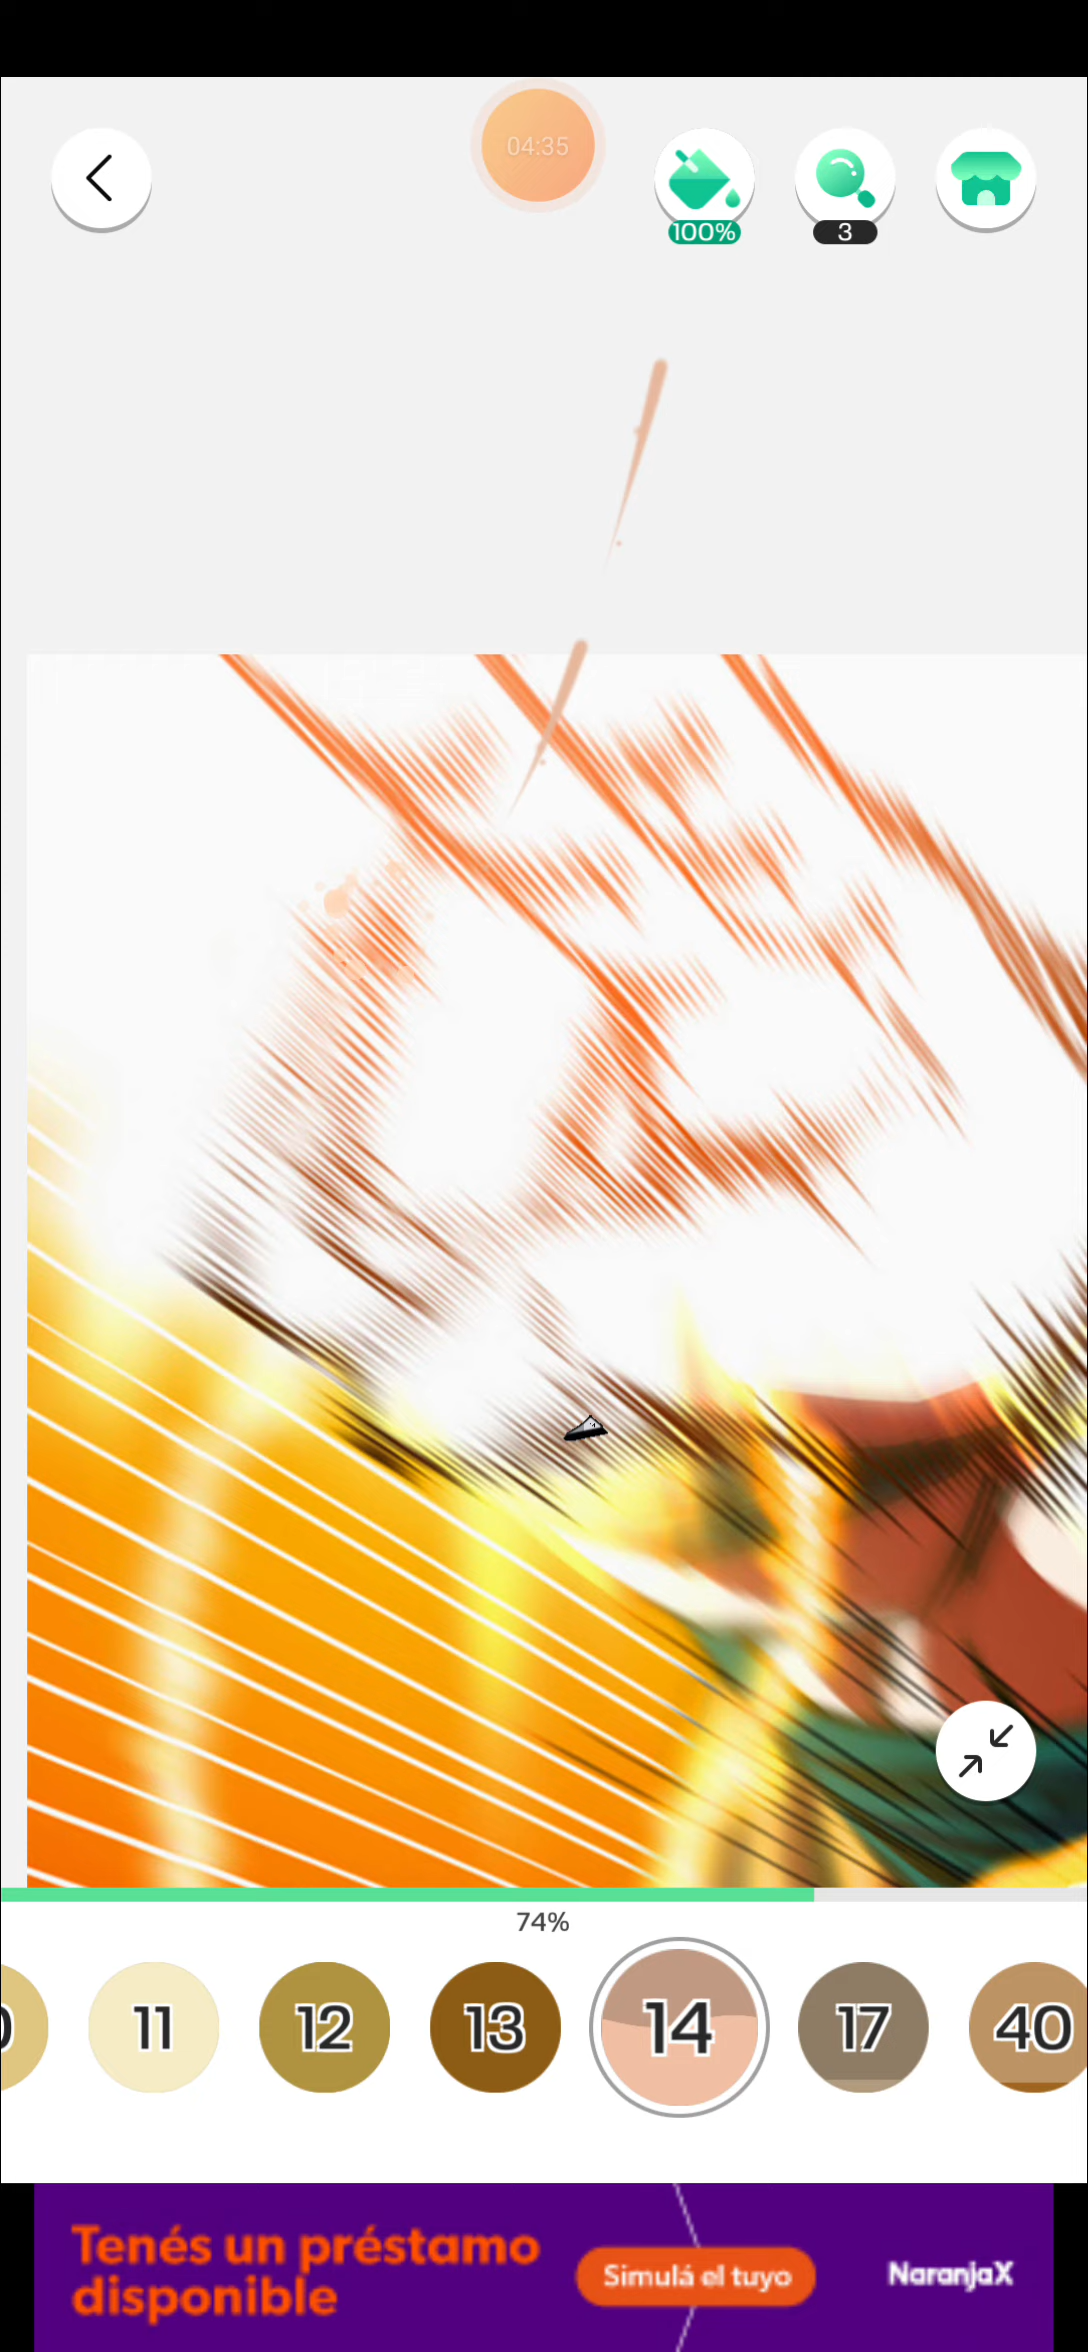 04:35
100%
3
74%
11
12
13
14
17
40
Tenés un préstamo
disponible
Simulá el tuyo
NaranjaX